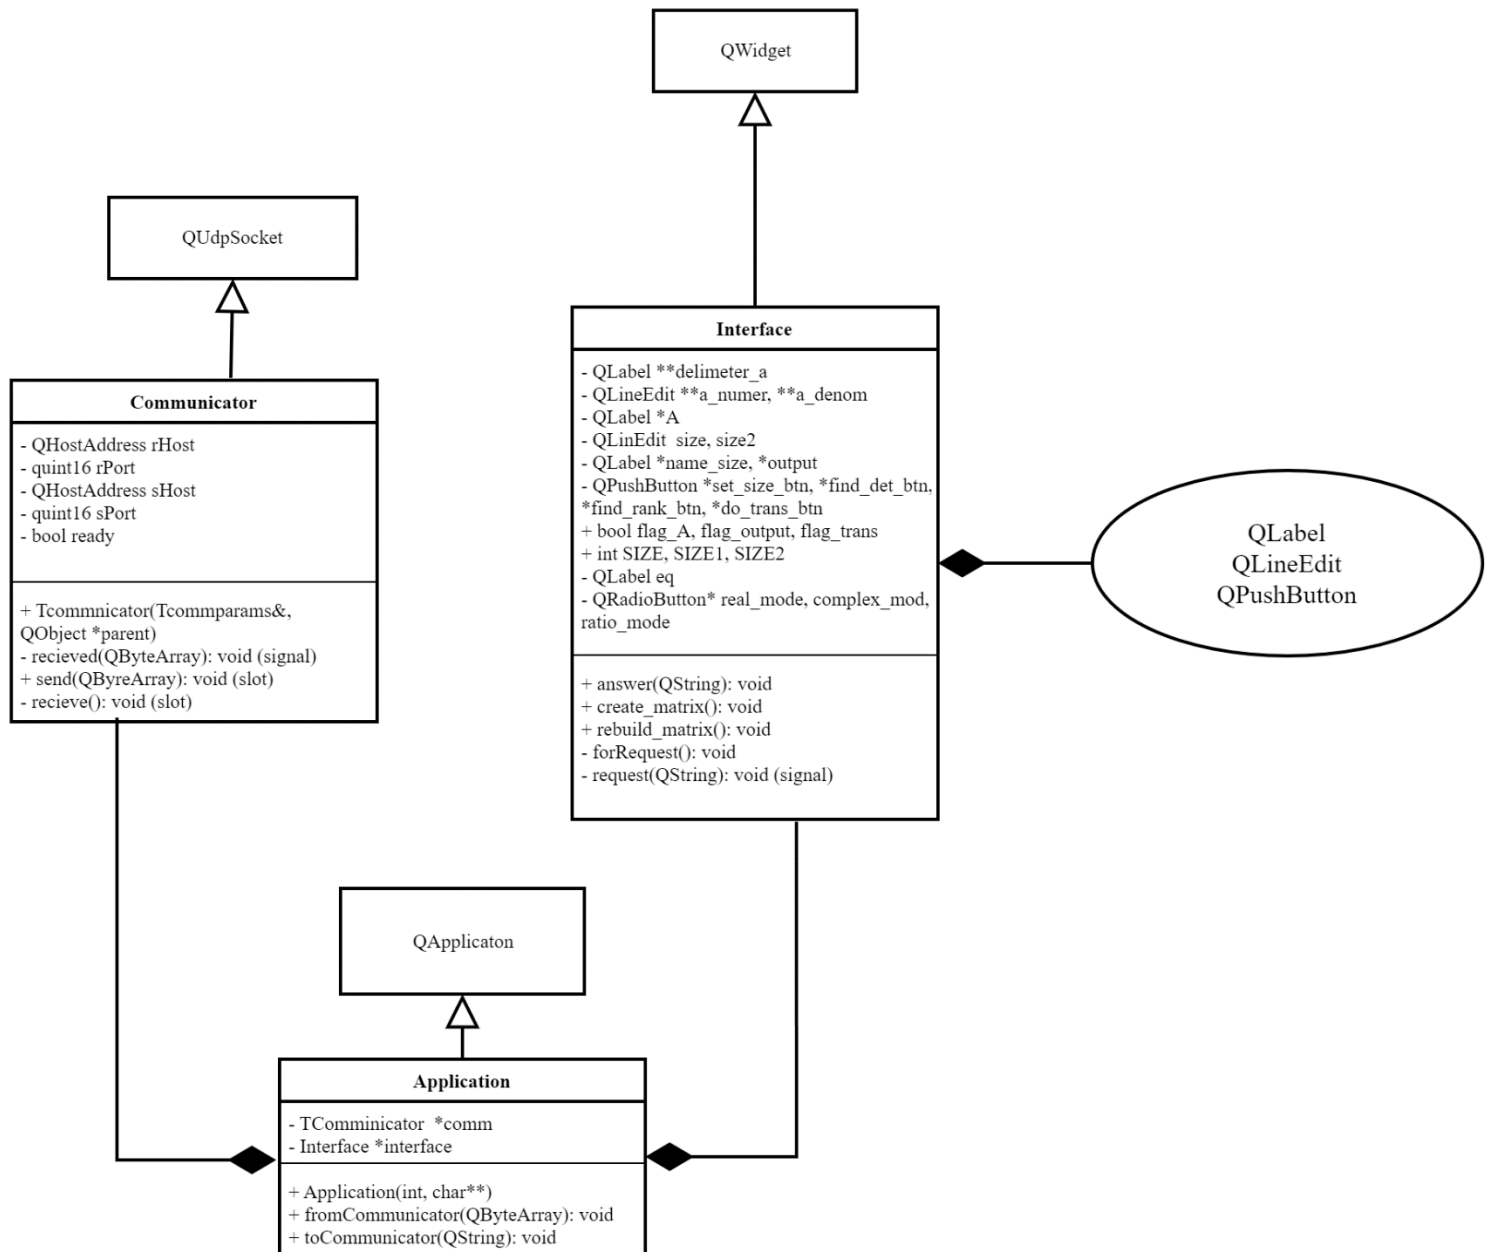 QWidget
QUdpSocket
Communicator
- QHostAddress rHost
- quint16 rPort
- QHostAddress sHost
- quint16 sPort
- bool ready
+ Tcommnicator(Tcommparams&,
QObject *parent)
- recieved(QByteArray): void (signal)
+ send(QByreArray): void (slot)
- recieve(): void (slot)
Interface
- QLabel **delimeter_a
- QLineEdit **a_numer, **a_denom
- QLabel *A
- QLinEdit  size, size2
- QLabel *name_size, *output
- QPushButton *set_size_btn, *find_det_btn,
*find_rank_btn, *do_trans_btn
+ bool flag_A, flag_output, flag_trans
+ int SIZE, SIZE1, SIZE2
- QLabel eq
- QRadioButton* real_mode, complex_mod,
ratio_mode
+ answer(QString): void
+ create_matrix(): void
+ rebuild_matrix(): void
- forRequest(): void
- request(QString): void (signal)
QLabel
QLineEdit
QPushButton
QApplicaton
Application
- TComminicator  *comm
- Interface *interface
+ Application(int, char**)
+ fromCommunicator(QByteArray): void
+ toCommunicator(QString): void